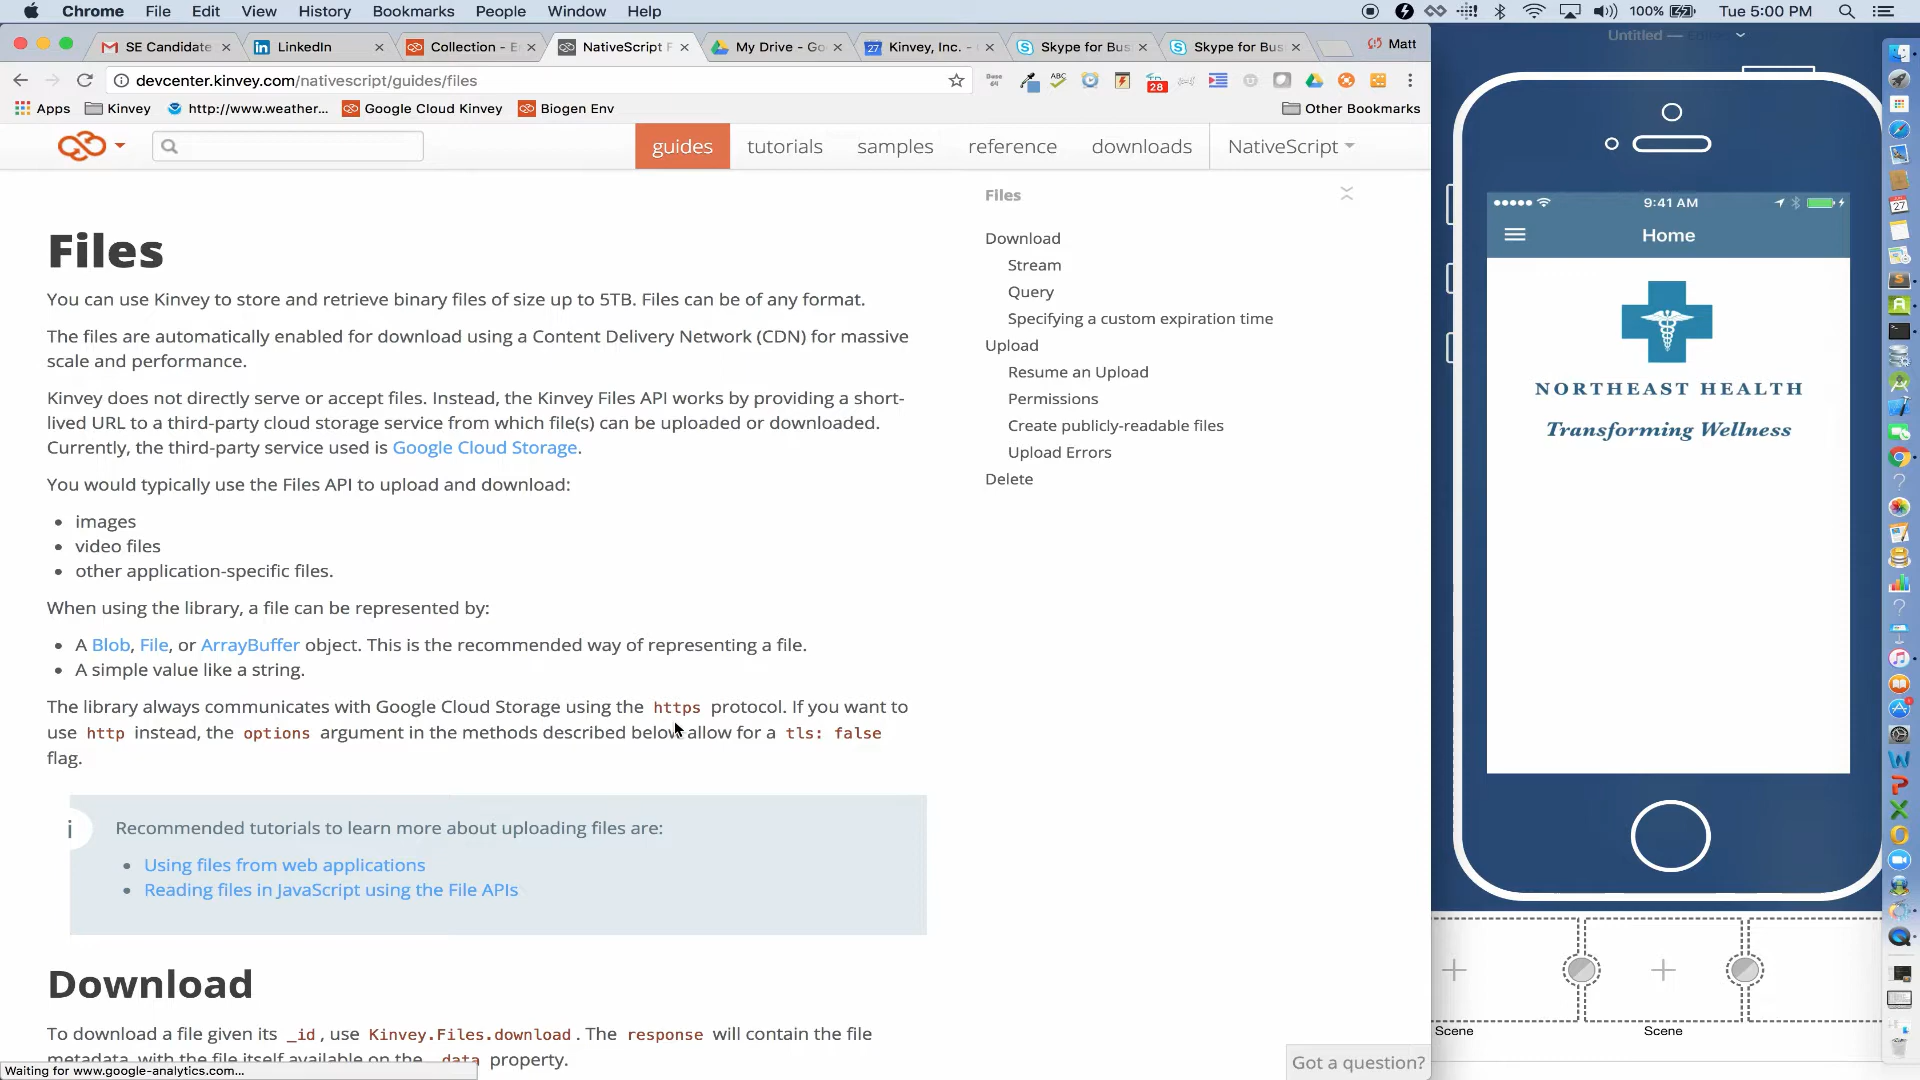 Chrome File Edit View History Bookmarks People Window Help 100% Tue 5:00 PM
SE Candidate LinkedIn Collection - E NativeScript F My Drive - Go Kinvey, Inc. - Skype for Bus Skype for Bus Matt
Untitled — Edited
devcenter.kinvey.com/nativescript/guides/files
Apps Kinvey http://www.weather... Google Cloud Kinvey Biogen Env Other Bookmarks
guides tutorials samples reference downloads NativeScript
Files
You can use Kinvey to store and retrieve binary files of size up to 5TB. Files can be of any format.
The files are automatically enabled for download using a Content Delivery Network (CDN) for massive
scale and performance.
Kinvey does not directly serve or accept files. Instead, the Kinvey Files API works by providing a short-
lived URL to a third-party cloud storage service from which file(s) can be uploaded or downloaded.
Currently, the third-party service used is Google Cloud Storage.
You would typically use the Files API to upload and download:
• images
• video files
• other application-specific files.
When using the library, a file can be represented by:
• A Blob, File, or ArrayBuffer object. This is the recommended way of representing a file.
• A simple value like a string.
The library always communicates with Google Cloud Storage using the https protocol. If you want to
use http instead, the options argument in the methods described below allow for a tls: false
flag.
i
Recommended tutorials to learn more about uploading files are:
• Using files from web applications
• Reading files in JavaScript using the File APIs
Download
To download a file given its _id, use Kinvey.Files.download. The response will contain the file
metadata, with the file itself available on the _data property.
Waiting for www.google-analytics.com...
Files
Download
Stream
Query
Specifying a custom expiration time
Upload
Resume an Upload
Permissions
Create publicly-readable files
Upload Errors
Delete
Got a question?
9:41 AM
Home
NORTHEAST HEALTH
Transforming Wellness
Scene Scene